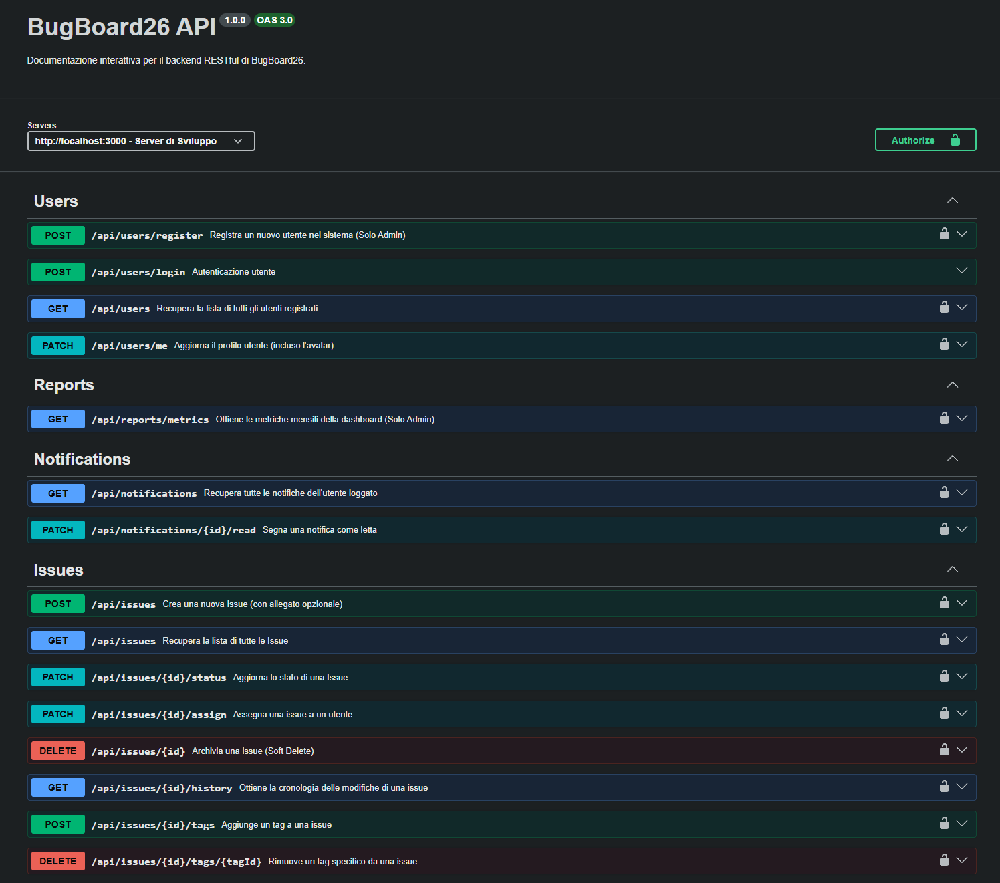 BugBoard26 API 1.0.0 OAS 3.0
Documentazione interattiva per il backend RESTful di BugBoard26.
Servers
http://localhost:3000 - Server di Sviluppo
Authorize
Users
POST /api/users/register Registra un nuovo utente nel sistema (Solo Admin)
POST /api/users/login Autenticazione utente
GET /api/users Recupera la lista di tutti gli utenti registrati
PATCH /api/users/me Aggiorna il profilo utente (incluso l'avatar)
Reports
GET /api/reports/metrics Ottiene le metriche mensili della dashboard (Solo Admin)
Notifications
GET /api/notifications Recupera tutte le notifiche dell'utente loggato
PATCH /api/notifications/{id}/read Segna una notifica come letta
Issues
POST /api/issues Crea una nuova Issue (con allegato opzionale)
GET /api/issues Recupera la lista di tutte le Issue
PATCH /api/issues/{id}/status Aggiorna lo stato di una Issue
PATCH /api/issues/{id}/assign Assegna una issue a un utente
DELETE /api/issues/{id} Archivia una issue (Soft Delete)
GET /api/issues/{id}/history Ottiene la cronologia delle modifiche di una issue
POST /api/issues/{id}/tags Aggiunge un tag a una issue
DELETE /api/issues/{id}/tags/{tagId} Rimuove un tag specifico da una issue